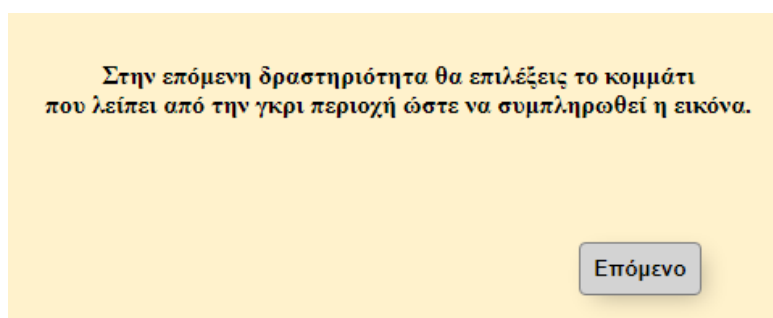 Στην επόμενη δραστηριότητα θα επιλέξεις το κομμάτι
που λείπει από την γκρι περιοχή ώστε να συμπληρωθεί η εικόνα.
Επόμενο